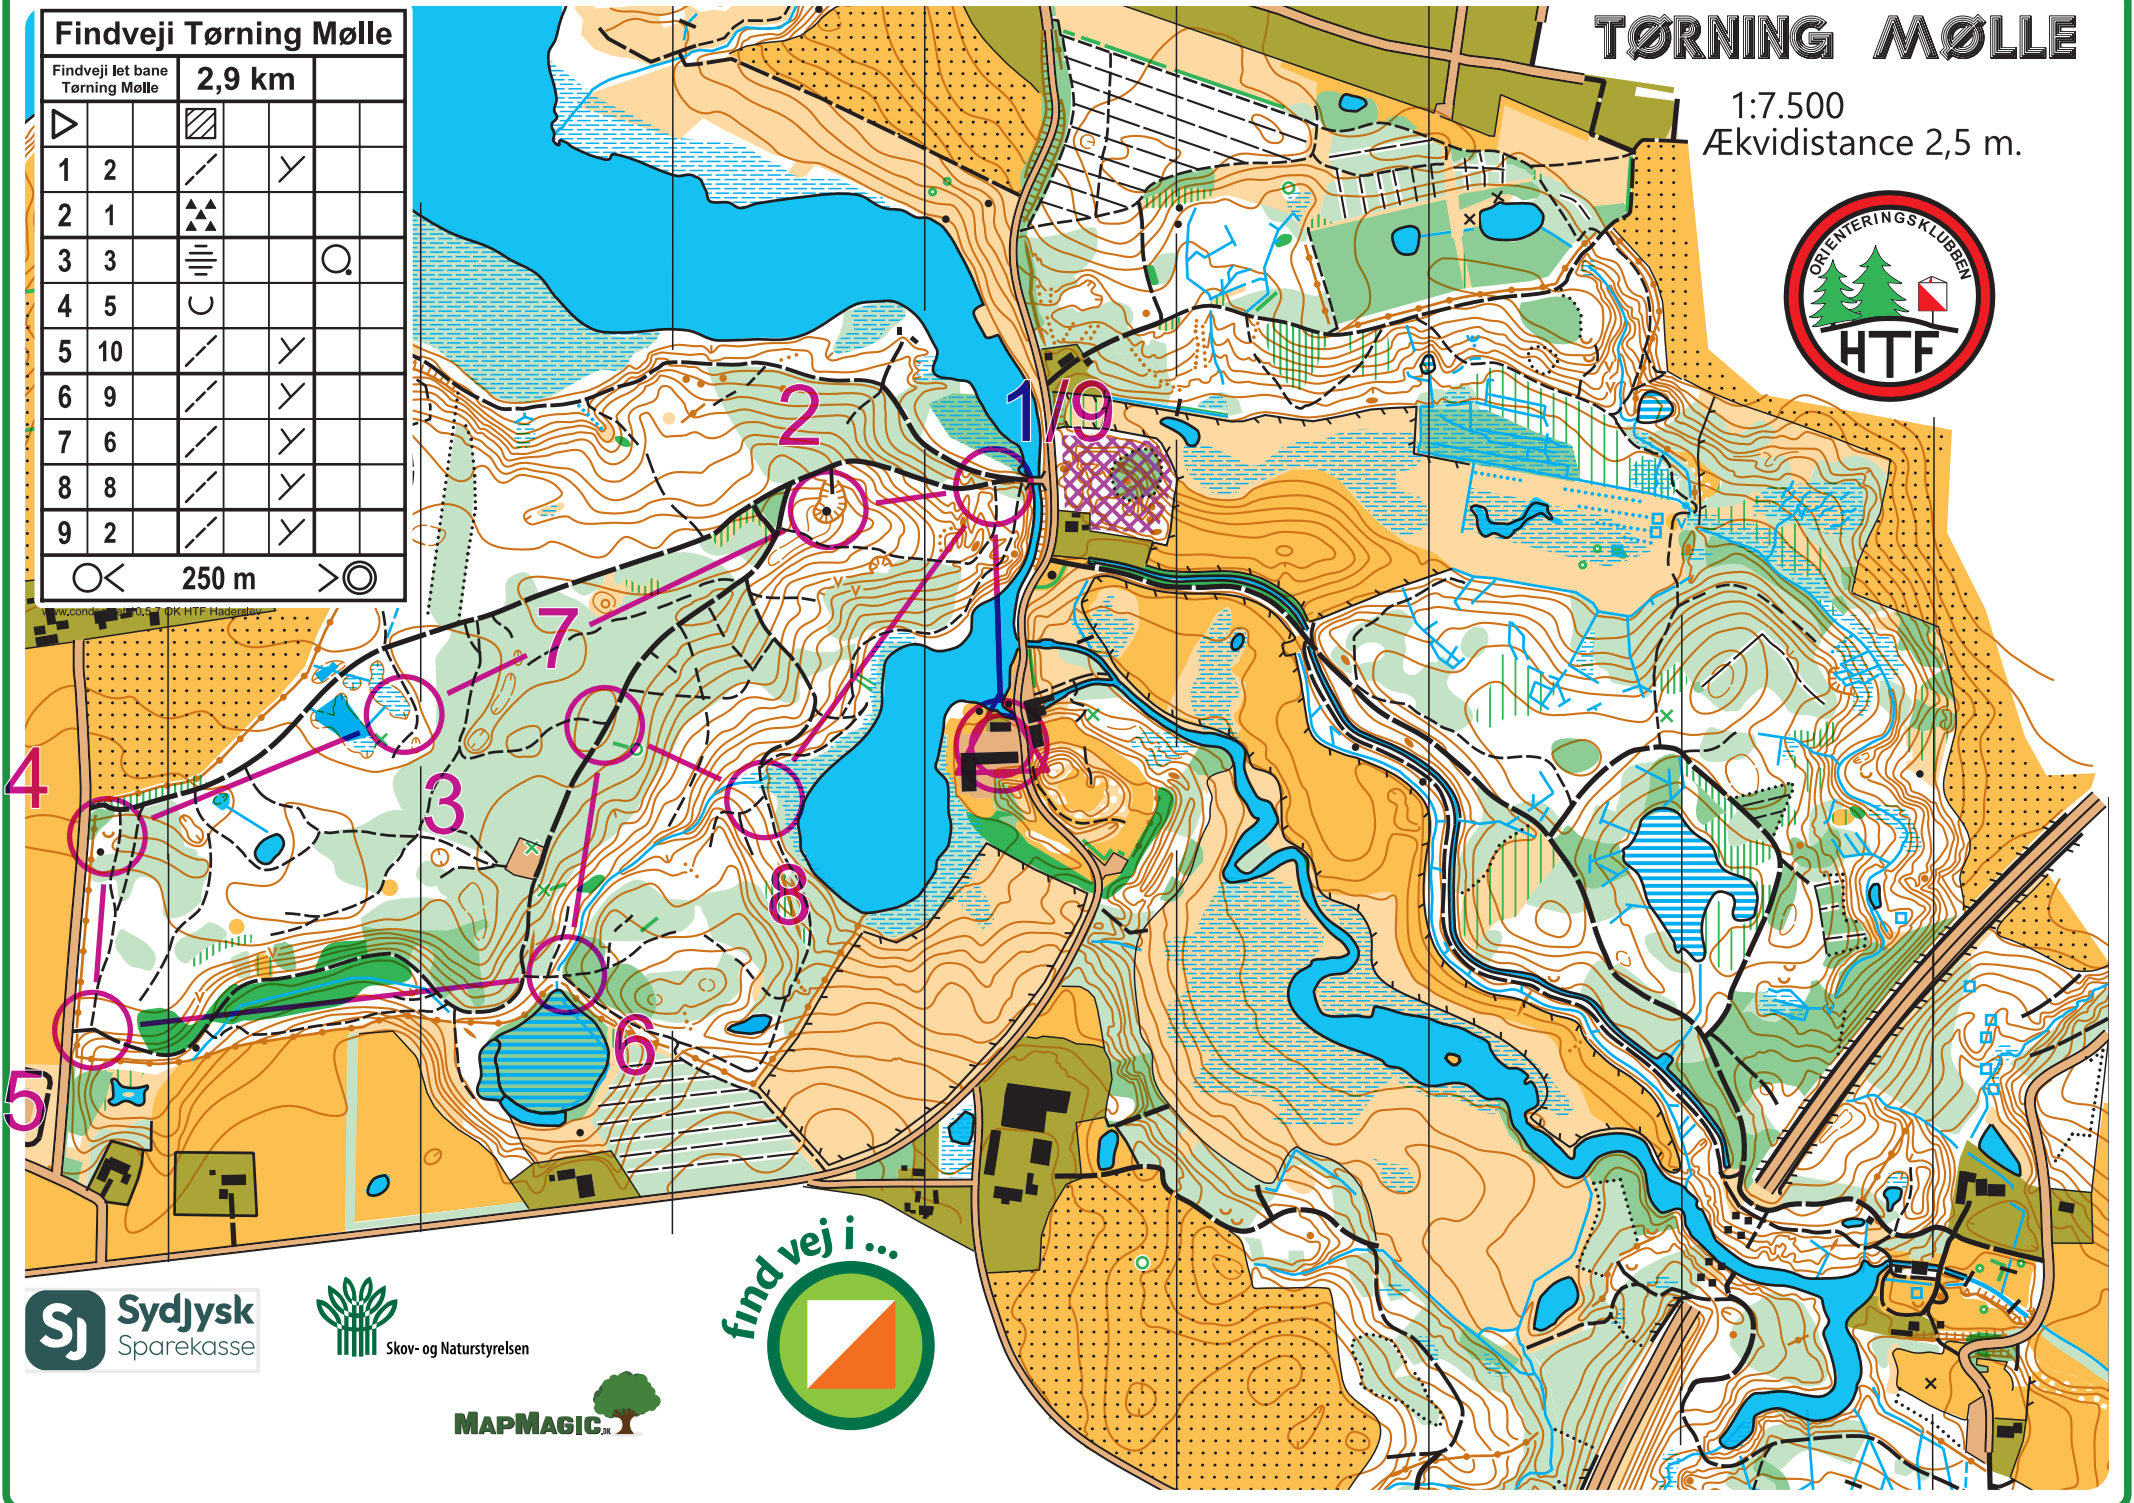 Findveji Tørning Mølle
Findveji let bane
Tørning Mølle
2,9 km
1 2
2 1
3 3
4 5
5 10
6 9
7 6
8 8
9 2
250 m
TØRNING MØLLE
1:7.500
Ækvidistance 2,5 m.
ORIENTERINGSKLUBBEN
HTF
1/9
2
7
3
4
8
6
5
find vej i ...
SJ
Sydjysk
Sparekasse
Skov- og Naturstyrelsen
MAPMAGIC.DK